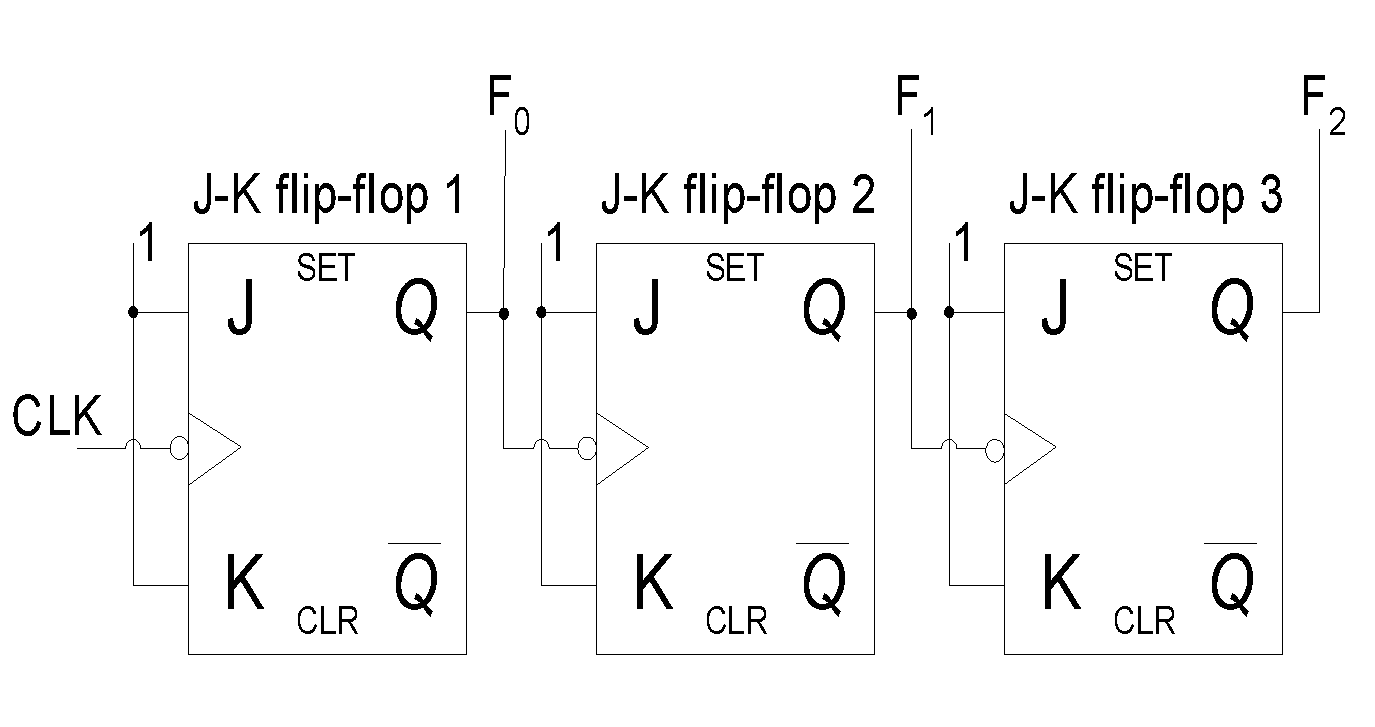 F0 F1 F2
J-K flip-flop 1 J-K flip-flop 2 J-K flip-flop 3
1 1 1
SET SET SET
J Q J Q J Q
CLK
K Q̅ K Q̅ K Q̅
CLR CLR CLR